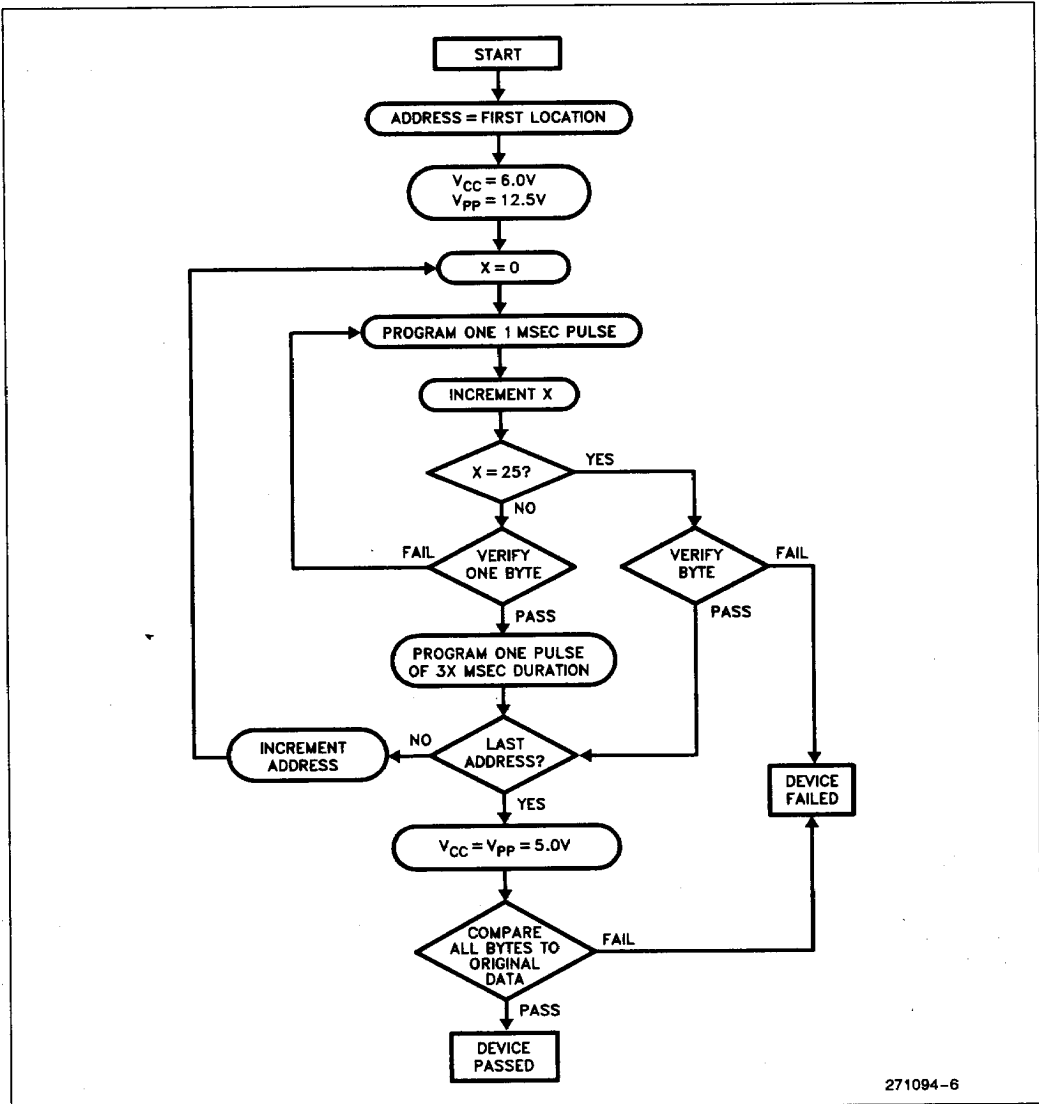 START
ADDRESS = FIRST LOCATION
VCC = 6.0V
VPP = 12.5V
X = 0
PROGRAM ONE 1 MSEC PULSE
INCREMENT X
X = 25?
YES
NO
FAIL
VERIFY
ONE BYTE
VERIFY
BYTE
FAIL
PASS
PASS
PROGRAM ONE PULSE
OF 3X MSEC DURATION
INCREMENT
ADDRESS
NO
LAST
ADDRESS?
DEVICE
FAILED
YES
VCC = VPP = 5.0V
COMPARE
ALL BYTES TO
ORIGINAL
DATA
FAIL
PASS
DEVICE
PASSED
271094-6